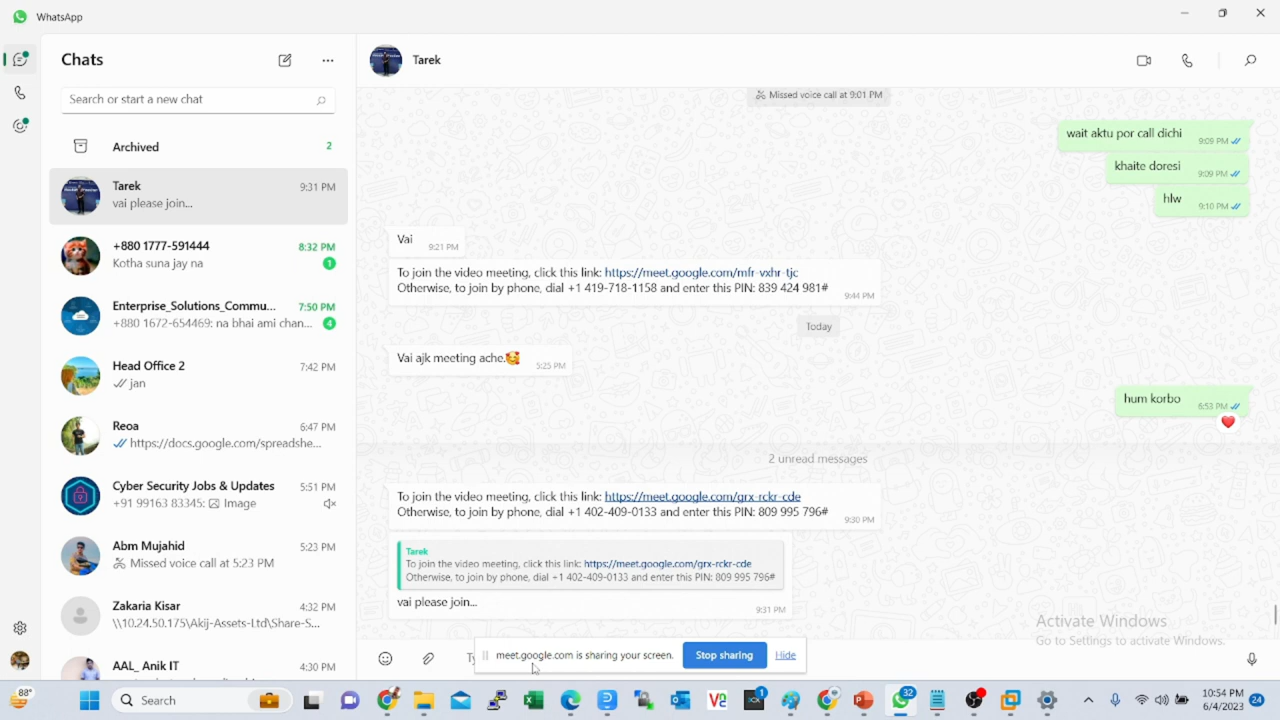 WhatsApp
Chats
Search or start a new chat
Archived
2
Tarek
9:31 PM
vai please join...
+880 1777-591444
8:32 PM
Kotha suna jay na
1
Enterprise_Solutions_Commu...
7:50 PM
+880 1672-654469: na bhai ami chan...
4
Head Office 2
7:42 PM
jan
Reoa
6:47 PM
https://docs.google.com/spreadshe...
Cyber Security Jobs & Updates
5:51 PM
+91 99163 83345: Image
Abm Mujahid
5:23 PM
Missed voice call at 5:23 PM
Zakaria Kisar
4:32 PM
\\10.24.50.175\Akij-Assets-Ltd\Share-S...
AAL_ Anik IT
4:30 PM
Tarek
Missed voice call at 9:01 PM
wait aktu por call dichi
9:09 PM
khaite doresi
9:09 PM
hlw
9:10 PM
Vai
9:21 PM
To join the video meeting, click this link: https://meet.google.com/mfr-vxhr-tjc
Otherwise, to join by phone, dial +1 419-718-1158 and enter this PIN: 839 424 981#
9:44 PM
Today
Vai ajk meeting ache.🥰
5:25 PM
hum korbo
6:53 PM
2 unread messages
To join the video meeting, click this link: https://meet.google.com/grx-rckr-cde
Otherwise, to join by phone, dial +1 402-409-0133 and enter this PIN: 809 995 796#
9:30 PM
Tarek
To join the video meeting, click this link: https://meet.google.com/grx-rckr-cde
Otherwise, to join by phone, dial +1 402-409-0133 and enter this PIN: 809 995 796#
vai please join...
9:31 PM
Activate Windows
Go to Settings to activate Windows.
Ty
meet.google.com is sharing your screen.
Stop sharing
Hide
88°
Search
1
32
10:54 PM
6/4/2023
24